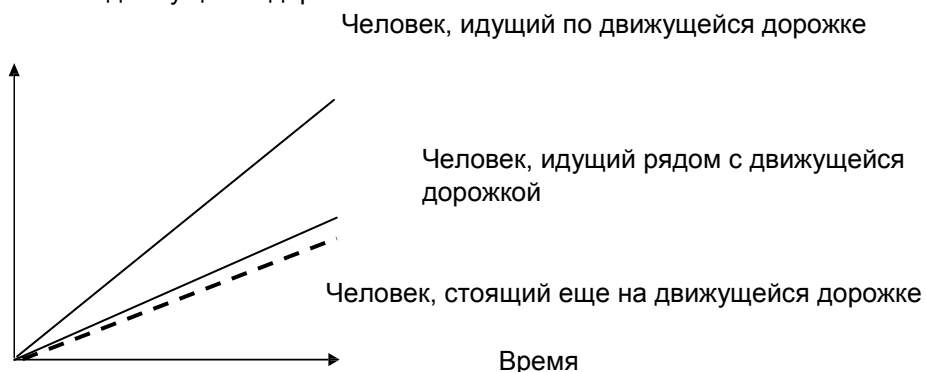 Человек, идущий по движущейся дорожке
Человек, идущий рядом с движущейся
дорожкой
Человек, стоящий еще на движущейся дорожке
Время